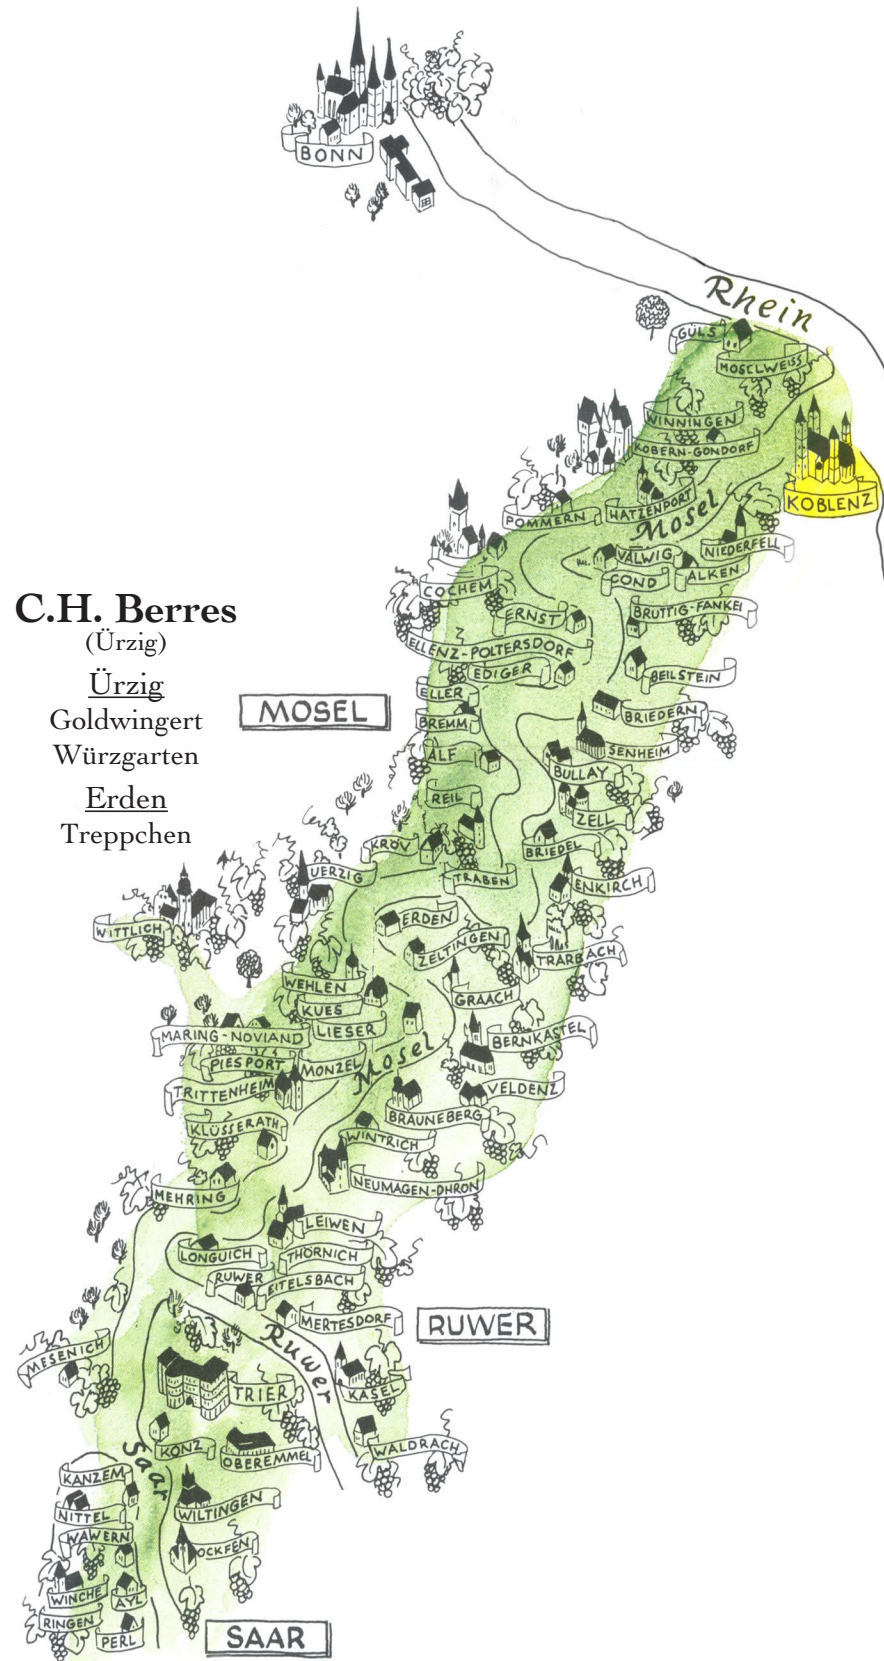 BONN
Rhein
GÜLS
MOSELWEISS
WINNINGEN
KOBERN-GONDORF
KOBLENZ
HATZENPORT
POMMERN
Mosel
VALWIG
NIEDERFELL
COND
ALKEN
COCHEM
ERNST
BRUTTIG-FANKEL
ELLENZ-POLTERSDORF
EDIGER
BEILSTEIN
ELLER
BRIEDERN
BREMM
SENHEIM
ALF
BULLAY
REIL
ZELL
KRÖV
BRIEDEL
UERZIG
TRABEN
ENKIRCH
C.H. Berres
(Ürzig)
Ürzig
Goldwingert
Würzgarten
Erden
Treppchen
MOSEL
WITTLICH
ERDEN
ZELTINGEN
TRARBACH
WEHLEN
GRAACH
KUES
LIESER
MARING-NOVIAND
BERNKASTEL
Mosel
PIESPORT
MONZEL
TRITTENHEIM
VELDENZ
BRAUNEBERG
KLÜSSERATH
WINTRICH
NEUMAGEN-DHRON
MEHRING
LEIWEN
LONGUICH
THÖRNICH
RUWER
EITELSBACH
MERTESDORF
RUWER
Ruwer
MESENICH
TRIER
KASEL
KONZ
OBEREMMEL
WALDRACH
Saar
KANZEM
NITTEL
WILTINGEN
WAWERN
OCKFEN
WINCHE
AYL
RINGEN
PERL
SAAR